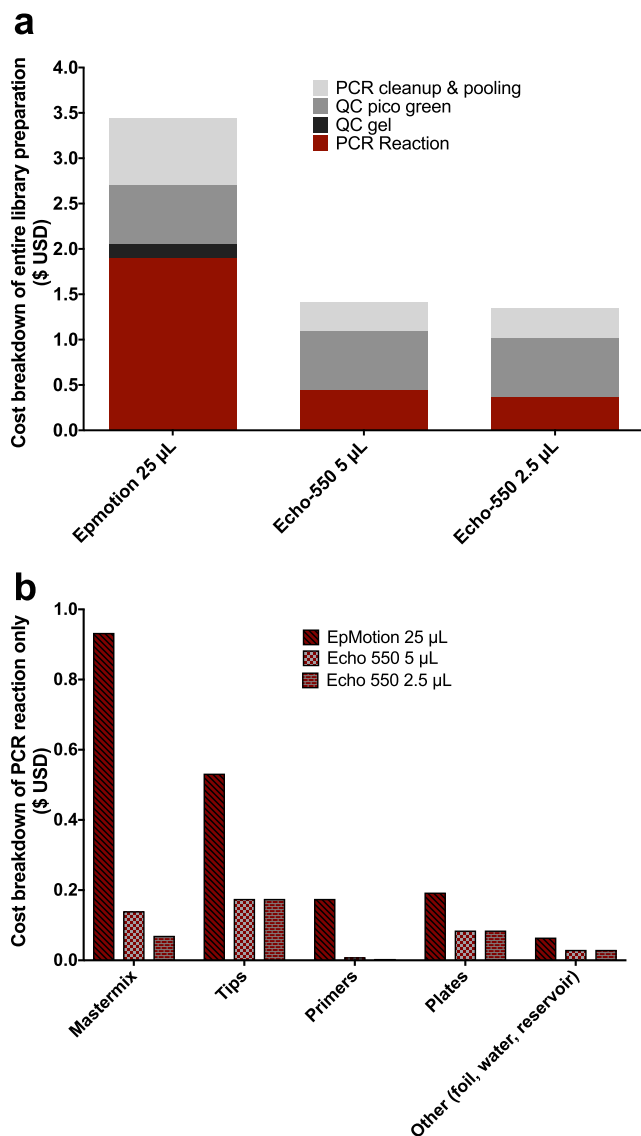 a
Cost breakdown of entire library preparation
($ USD)
4.0
3.5
3.0
2.5
2.0
1.5
1.0
0.5
0.0
PCR cleanup & pooling
QC pico green
QC gel
PCR Reaction
Epmotion 25 µL
Echo-550 5 µL
Echo-550 2.5 µL
b
Cost breakdown of PCR reaction only
($ USD)
1.0
0.8
0.6
0.4
0.2
0.0
EpMotion 25 µL
Echo 550 5 µL
Echo 550 2.5 µL
Mastermix
Tips
Primers
Plates
Other (foil, water, reservoir)